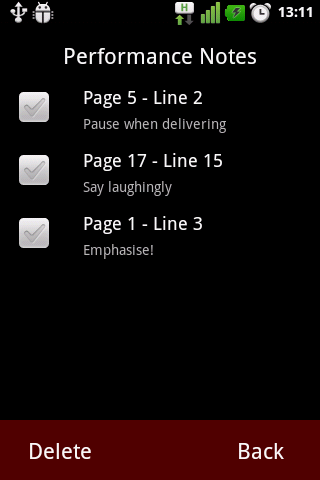 H
13:11
Performance Notes
Page 5 - Line 2
Pause when delivering
Page 17 - Line 15
Say laughingly
Page 1 - Line 3
Emphasise!
Delete
Back